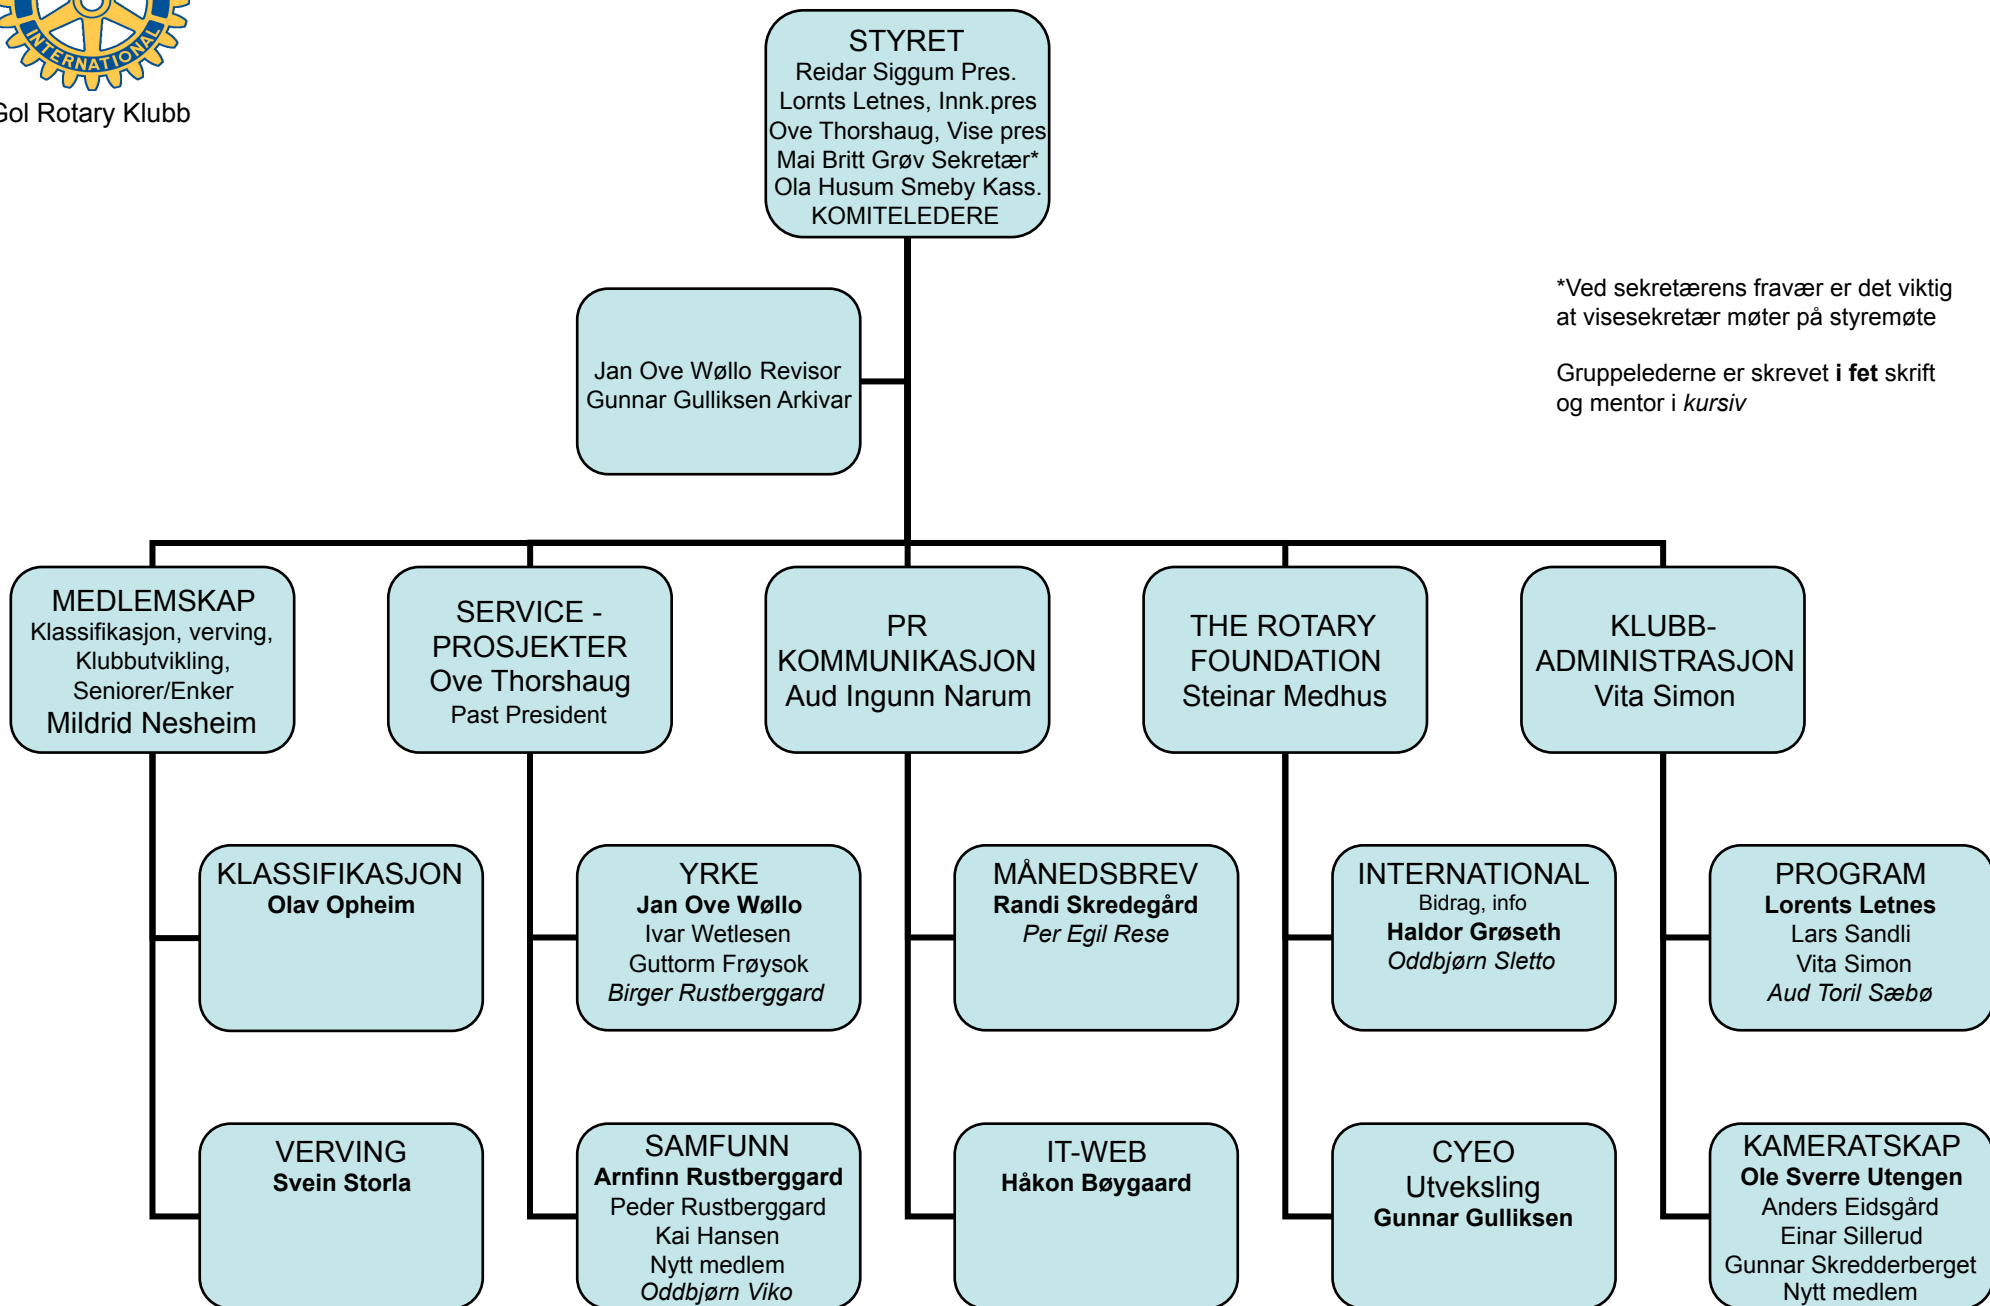 INTERNATIONAL
Gol Rotary Klubb
STYRET
Reidar Siggum Pres.
Lornts Letnes, Innk.pres
Ove Thorshaug, Vise pres
Mai Britt Grøv Sekretær*
Ola Husum Smeby Kass.
KOMITELEDERE
*Ved sekretærens fravær er det viktig
at visesekretær møter på styremøte
Gruppelederne er skrevet i fet skrift
og mentor i kursiv
Jan Ove Wøllo Revisor
Gunnar Gulliksen Arkivar
MEDLEMSKAP
Klassifikasjon, verving,
Klubbutvikling,
Seniorer/Enker
Mildrid Nesheim
SERVICE -
PROSJEKTER
Ove Thorshaug
Past President
PR
KOMMUNIKASJON
Aud Ingunn Narum
THE ROTARY
FOUNDATION
Steinar Medhus
KLUBB-
ADMINISTRASJON
Vita Simon
KLASSIFIKASJON
Olav Opheim
YRKE
Jan Ove Wøllo
Ivar Wetlesen
Guttorm Frøysok
Birger Rustberggard
MÅNEDSBREV
Randi Skredegård
Per Egil Rese
INTERNATIONAL
Bidrag, info
Haldor Grøseth
Oddbjørn Sletto
PROGRAM
Lorents Letnes
Lars Sandli
Vita Simon
Aud Toril Sæbø
VERVING
Svein Storla
SAMFUNN
Arnfinn Rustberggard
Peder Rustberggard
Kai Hansen
Nytt medlem
Oddbjørn Viko
IT-WEB
Håkon Bøygaard
CYEO
Utveksling
Gunnar Gulliksen
KAMERATSKAP
Ole Sverre Utengen
Anders Eidsgård
Einar Sillerud
Gunnar Skredderberget
Nytt medlem